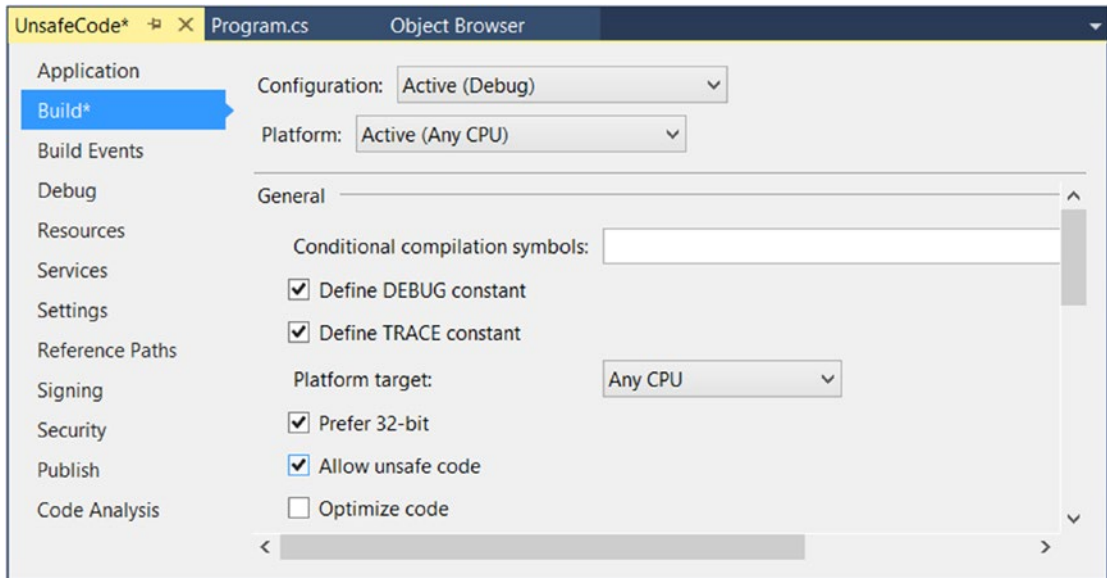 UnsafeCode* Program.cs Object Browser
Application
Build*
Build Events
Debug
Resources
Services
Settings
Reference Paths
Signing
Security
Publish
Code Analysis
Configuration: Active (Debug)
Platform: Active (Any CPU)
General
Conditional compilation symbols:
Define DEBUG constant
Define TRACE constant
Platform target: Any CPU
Prefer 32-bit
Allow unsafe code
Optimize code